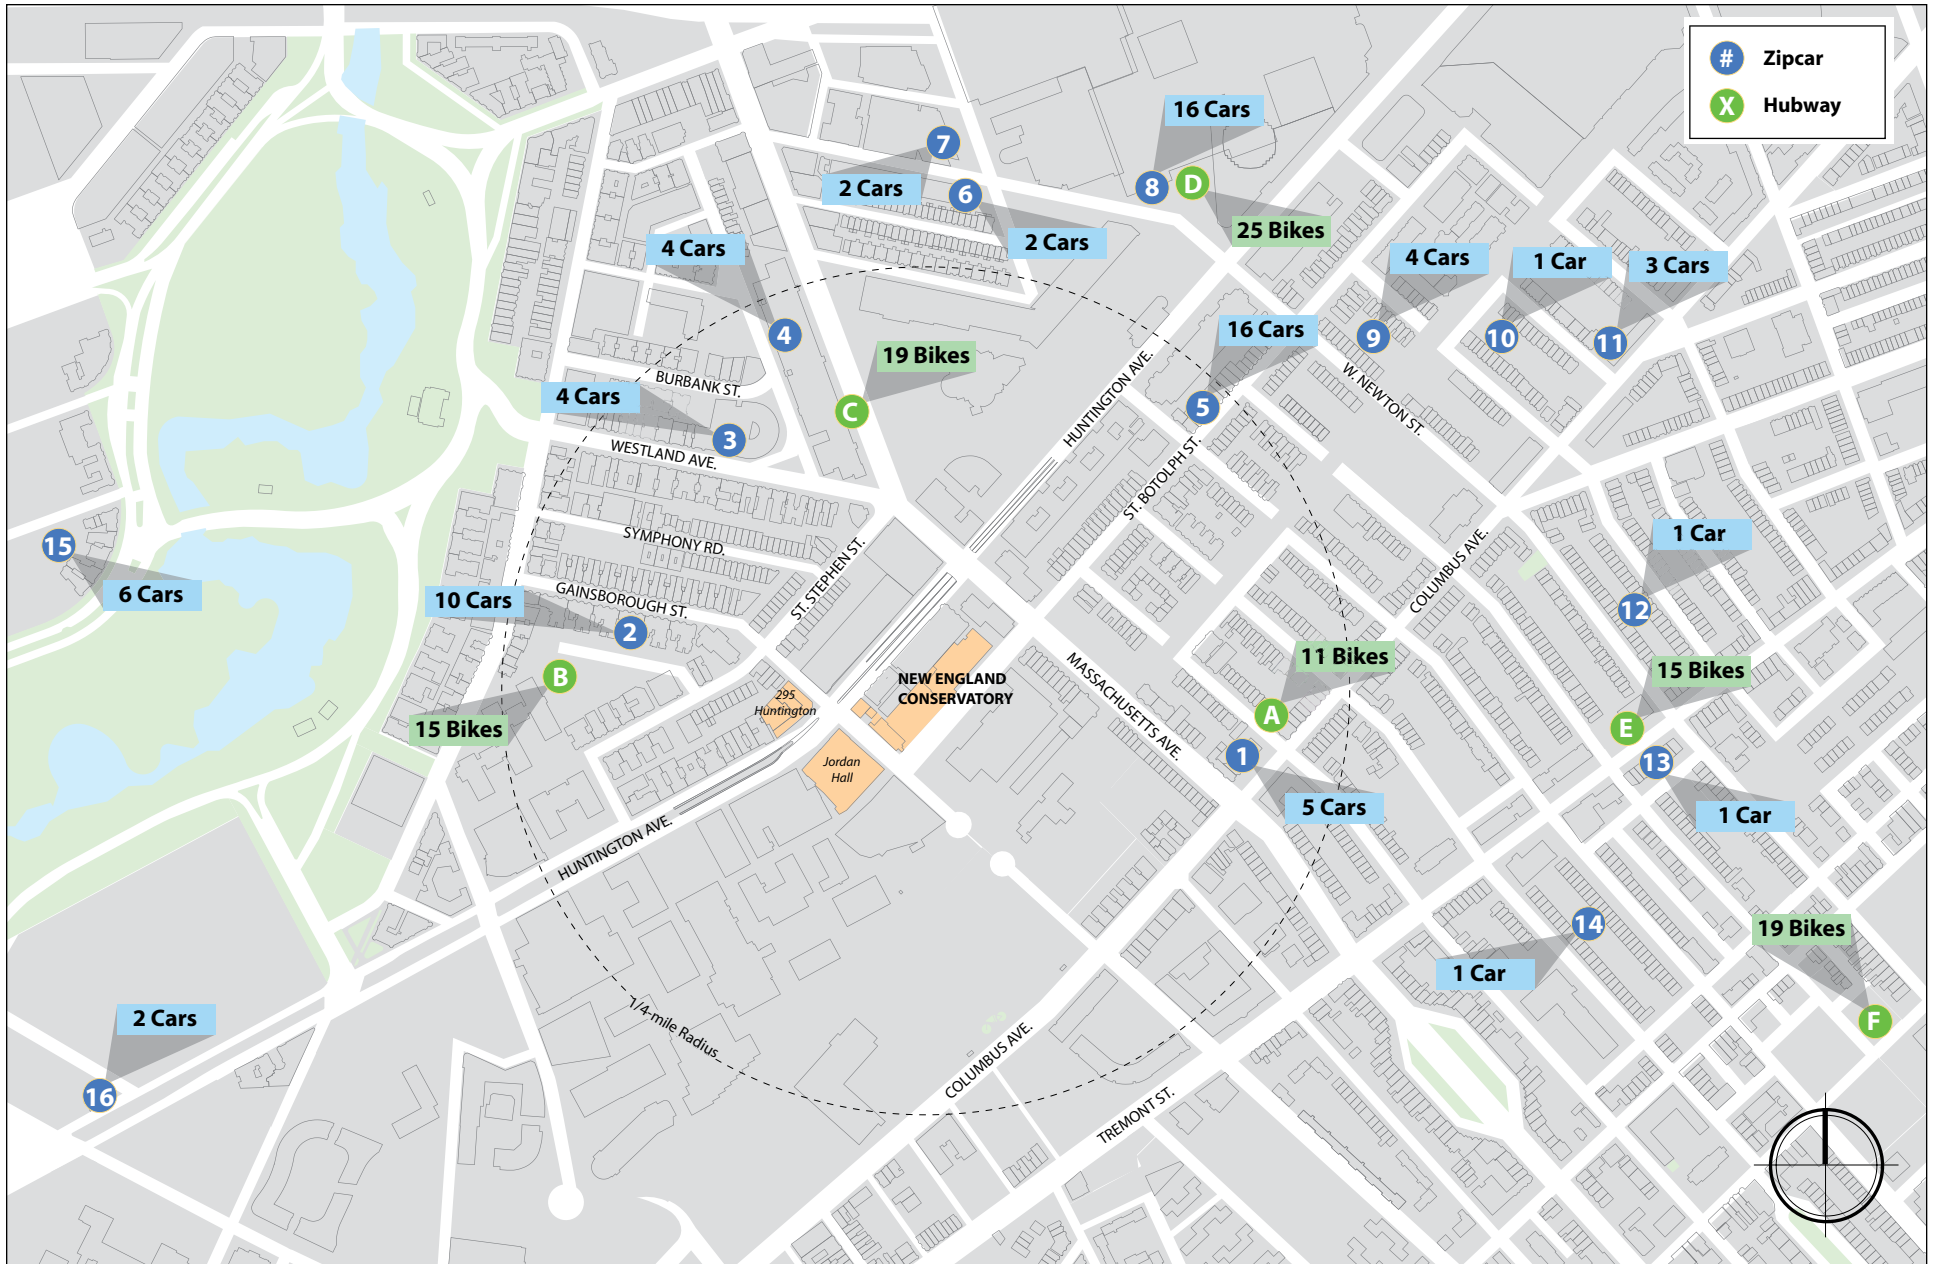 # Zipcar
X Hubway
16 Cars
7
2 Cars
6
8
D
25 Bikes
2 Cars
4 Cars
4 Cars
1 Car
3 Cars
16 Cars
4
9
10
11
19 Bikes
BURBANK ST.
HUNTINGTON AVE.
W. NEWTON ST.
4 Cars
C
5
3
WESTLAND AVE.
ST. BOTOLPH ST.
SYMPHONY RD.
15
6 Cars
ST. STEPHEN ST.
COLUMBUS AVE.
1 Car
12
10 Cars
GAINSBOROUGH ST.
2
B
15 Bikes
295
Huntington
NEW ENGLAND
CONSERVATORY
MASSACHUSETTS AVE.
11 Bikes
A
15 Bikes
E
1
13
Jordan
Hall
5 Cars
1 Car
HUNTINGTON AVE.
14
1 Car
19 Bikes
F
2 Cars
16
1/4-mile Radius
COLUMBUS AVE.
TREMONT ST.